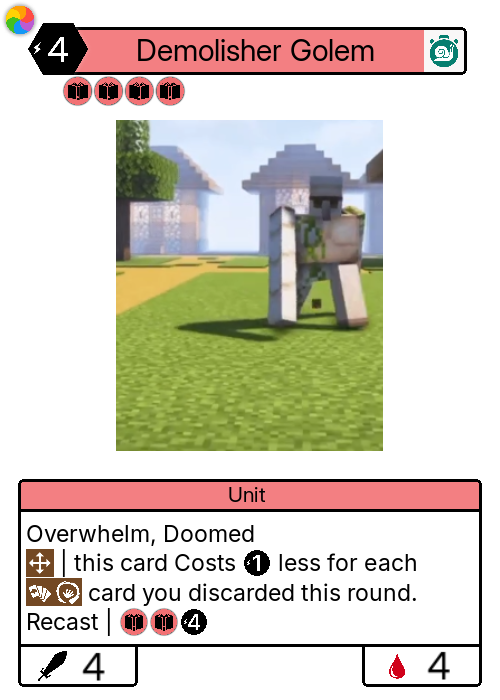 4 Demolisher Golem
Unit
Overwhelm, Doomed
| this card Costs 1 less for each
card you discarded this round.
Recast | 4
4 4